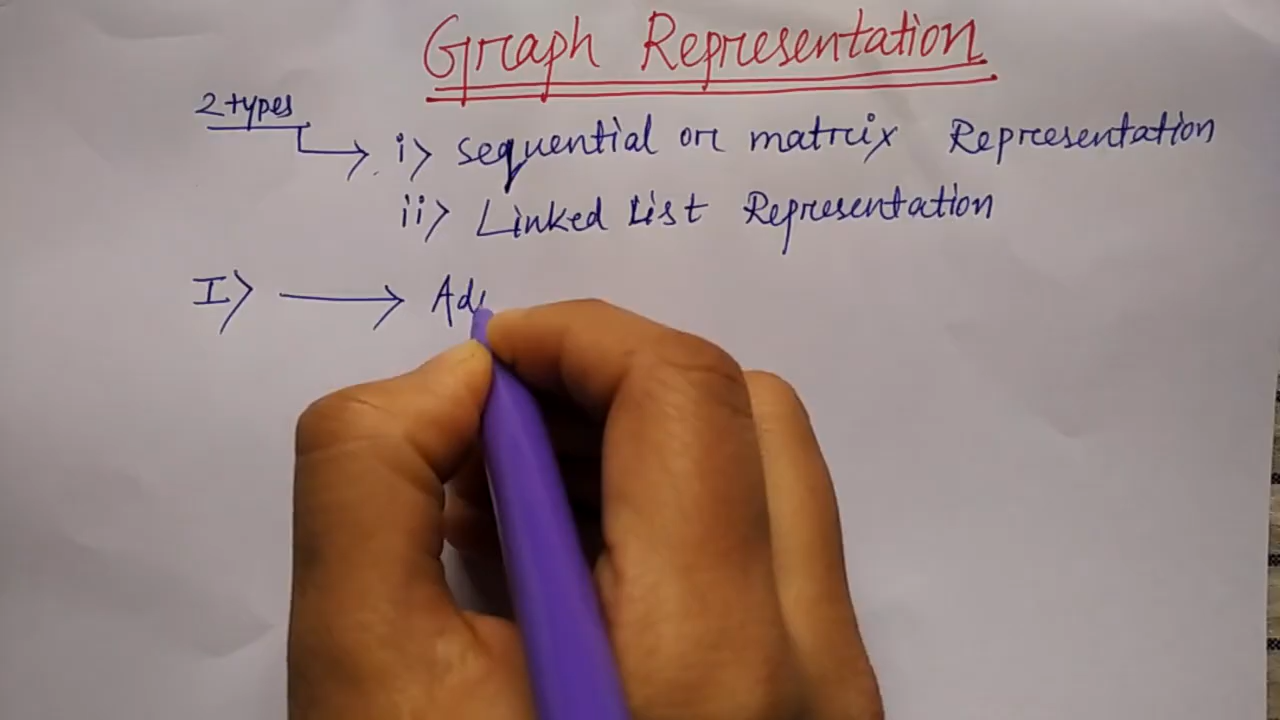 Graph Representation
2 types
i> sequential or matrix Representation
ii> Linked List Representation
I> → Ad